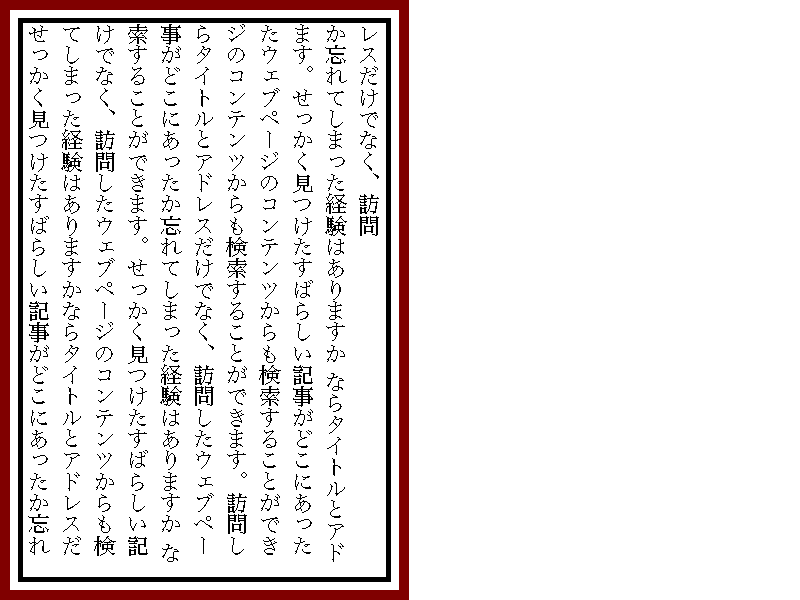 せっかく見つけたすばらしい記事がどこにあったか忘れ
てしまった経験はありますかならタイトルとアドレスだ
けでなく、訪問したウェブページのコンテンツからも検
索することができます。せっかく見つけたすばらしい記
事がどこにあったか忘れてしまった経験はありますか な
らタイトルとアドレスだけでなく、訪問したウェブペー
ジのコンテンツからも検索することができます。訪問し
たウェブページのコンテンツからも検索することができ
ます。せっかく見つけたすばらしい記事がどこにあった
か忘れてしまった経験はありますか ならタイトルとアド
レスだけでなく、訪問